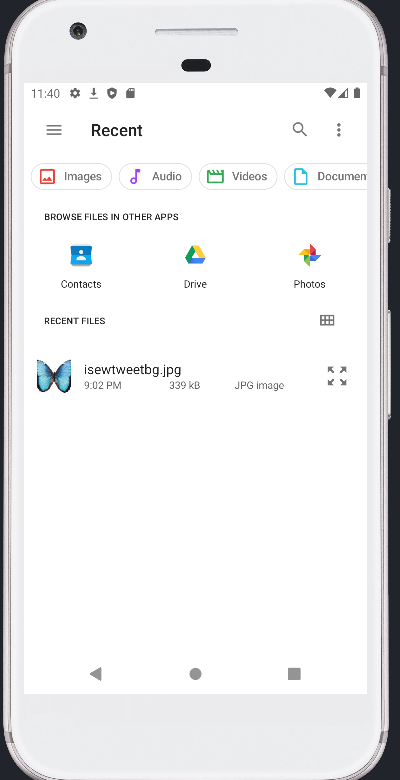 11:40
Recent
Images Audio Videos Documen
BROWSE FILES IN OTHER APPS
Contacts Drive Photos
RECENT FILES
isewtweetbg.jpg
9:02 PM 339 kB JPG image